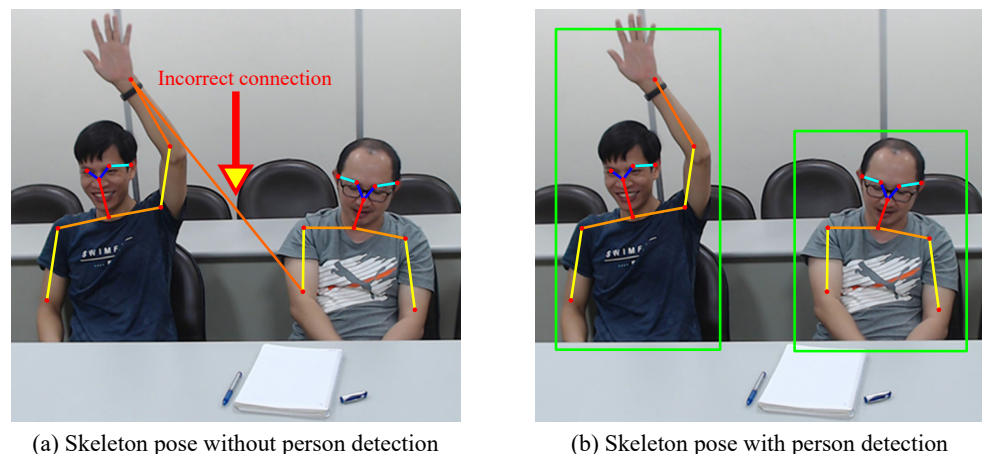 Incorrect connection
SWIMF
(a) Skeleton pose without person detection
(b) Skeleton pose with person detection